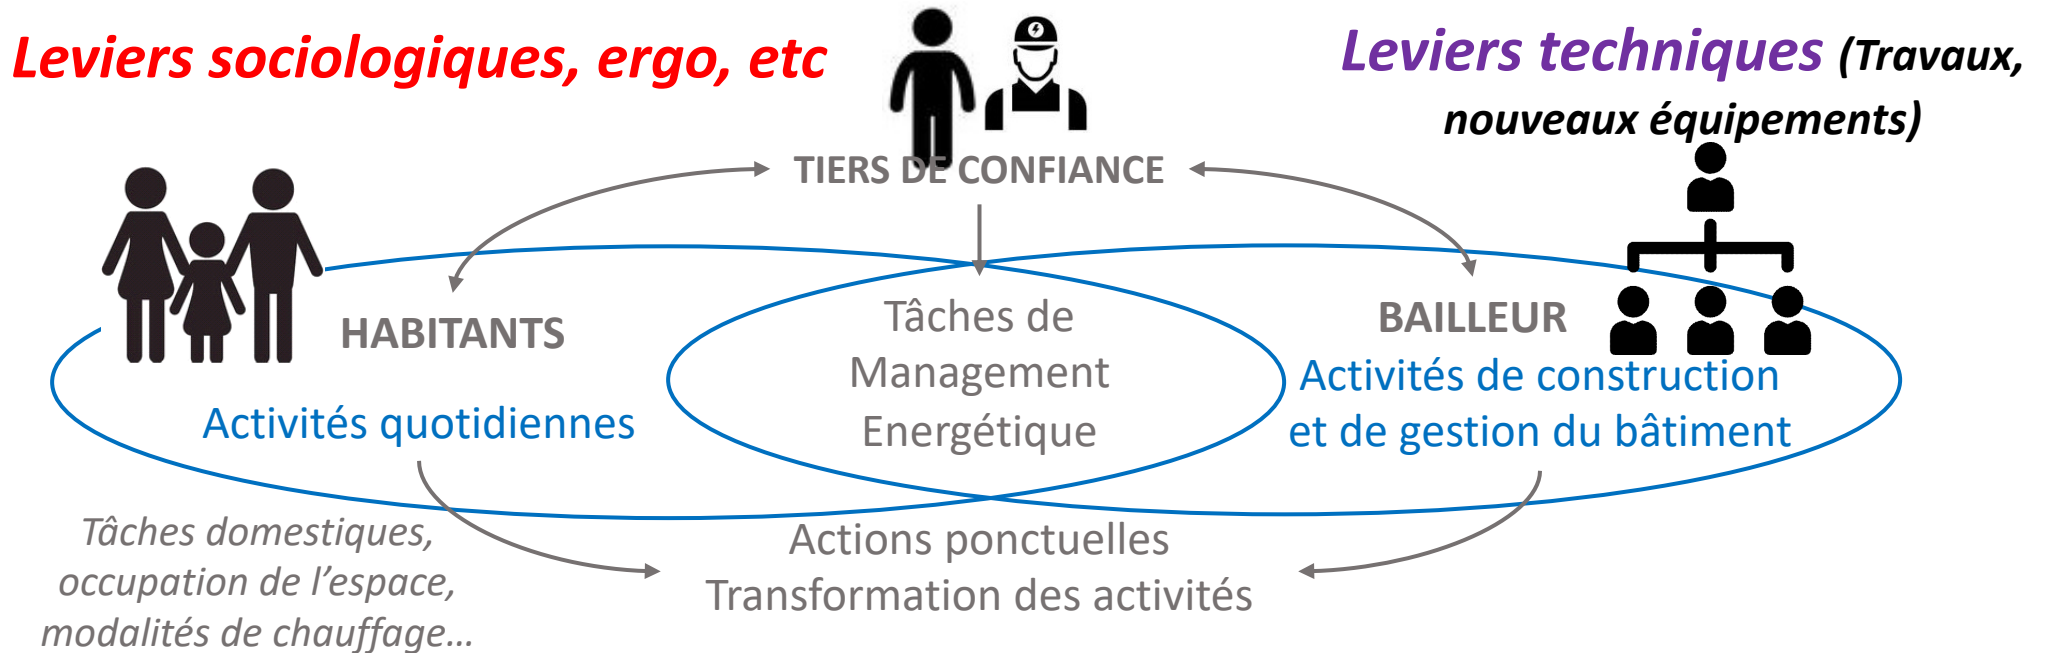 Leviers sociologiques, ergo, etc
Leviers techniques (Travaux,
nouveaux équipements)
TIERS DE CONFIANCE
HABITANTS
Activités quotidiennes
Tâches de
Management
Energétique
BAILLEUR
Activités de construction
et de gestion du bâtiment
Tâches domestiques,
occupation de l’espace,
modalités de chauffage…
Actions ponctuelles
Transformation des activités